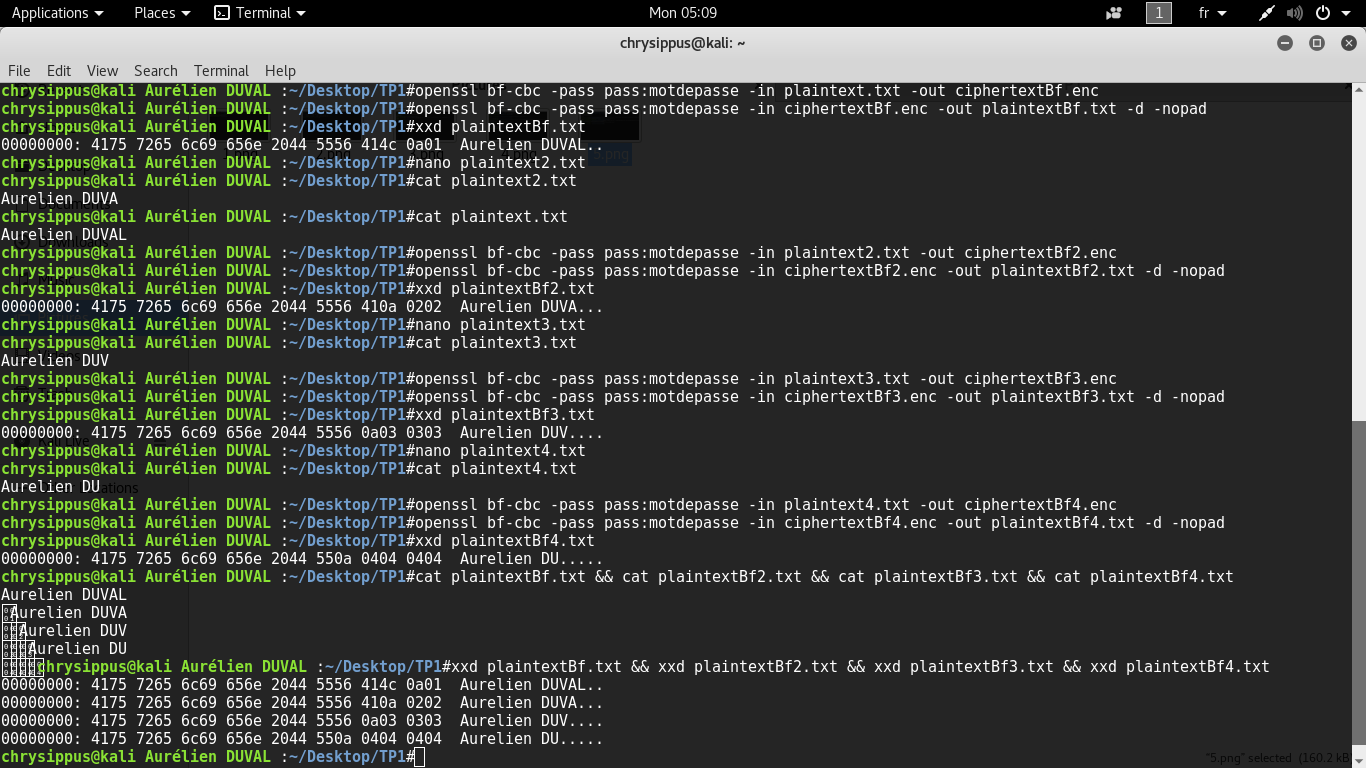 Applications Places Terminal Mon 05:09 1 fr
chrysippus@kali: ~
File Edit View Search Terminal Help
chrysippus@kali Aurélien DUVAL :~/Desktop/TP1#openssl bf-cbc -pass pass:motdepasse -in plaintext.txt -out ciphertextBf.enc
chrysippus@kali Aurélien DUVAL :~/Desktop/TP1#openssl bf-cbc -pass pass:motdepasse -in ciphertextBf.enc -out plaintextBf.txt -d -nopad
chrysippus@kali Aurélien DUVAL :~/Desktop/TP1#xxd plaintextBf.txt
00000000: 4175 7265 6c69 656e 2044 5556 414c 0a01  Aurelien DUVAL..
chrysippus@kali Aurélien DUVAL :~/Desktop/TP1#nano plaintext2.txt
chrysippus@kali Aurélien DUVAL :~/Desktop/TP1#cat plaintext2.txt
Aurelien DUVA
chrysippus@kali Aurélien DUVAL :~/Desktop/TP1#cat plaintext.txt
Aurelien DUVAL
chrysippus@kali Aurélien DUVAL :~/Desktop/TP1#openssl bf-cbc -pass pass:motdepasse -in plaintext2.txt -out ciphertextBf2.enc
chrysippus@kali Aurélien DUVAL :~/Desktop/TP1#openssl bf-cbc -pass pass:motdepasse -in ciphertextBf2.enc -out plaintextBf2.txt -d -nopad
chrysippus@kali Aurélien DUVAL :~/Desktop/TP1#xxd plaintextBf2.txt
00000000: 4175 7265 6c69 656e 2044 5556 410a 0202  Aurelien DUVA...
chrysippus@kali Aurélien DUVAL :~/Desktop/TP1#nano plaintext3.txt
chrysippus@kali Aurélien DUVAL :~/Desktop/TP1#cat plaintext3.txt
Aurelien DUV
chrysippus@kali Aurélien DUVAL :~/Desktop/TP1#openssl bf-cbc -pass pass:motdepasse -in plaintext3.txt -out ciphertextBf3.enc
chrysippus@kali Aurélien DUVAL :~/Desktop/TP1#openssl bf-cbc -pass pass:motdepasse -in ciphertextBf3.enc -out plaintextBf3.txt -d -nopad
chrysippus@kali Aurélien DUVAL :~/Desktop/TP1#xxd plaintextBf3.txt
00000000: 4175 7265 6c69 656e 2044 5556 0a03 0303  Aurelien DUV....
chrysippus@kali Aurélien DUVAL :~/Desktop/TP1#nano plaintext4.txt
chrysippus@kali Aurélien DUVAL :~/Desktop/TP1#cat plaintext4.txt
Aurelien DU
chrysippus@kali Aurélien DUVAL :~/Desktop/TP1#openssl bf-cbc -pass pass:motdepasse -in plaintext4.txt -out ciphertextBf4.enc
chrysippus@kali Aurélien DUVAL :~/Desktop/TP1#openssl bf-cbc -pass pass:motdepasse -in ciphertextBf4.enc -out plaintextBf4.txt -d -nopad
chrysippus@kali Aurélien DUVAL :~/Desktop/TP1#xxd plaintextBf4.txt
00000000: 4175 7265 6c69 656e 2044 550a 0404 0404  Aurelien DU.....
chrysippus@kali Aurélien DUVAL :~/Desktop/TP1#cat plaintextBf.txt && cat plaintextBf2.txt && cat plaintextBf3.txt && cat plaintextBf4.txt
Aurelien DUVAL
Aurelien DUVA
Aurelien DUV
Aurelien DU
chrysippus@kali Aurélien DUVAL :~/Desktop/TP1#xxd plaintextBf.txt && xxd plaintextBf2.txt && xxd plaintextBf3.txt && xxd plaintextBf4.txt
00000000: 4175 7265 6c69 656e 2044 5556 414c 0a01  Aurelien DUVAL..
00000000: 4175 7265 6c69 656e 2044 5556 410a 0202  Aurelien DUVA...
00000000: 4175 7265 6c69 656e 2044 5556 0a03 0303  Aurelien DUV....
00000000: 4175 7265 6c69 656e 2044 550a 0404 0404  Aurelien DU.....
chrysippus@kali Aurélien DUVAL :~/Desktop/TP1#
"5.png" selected (160.2 kB)